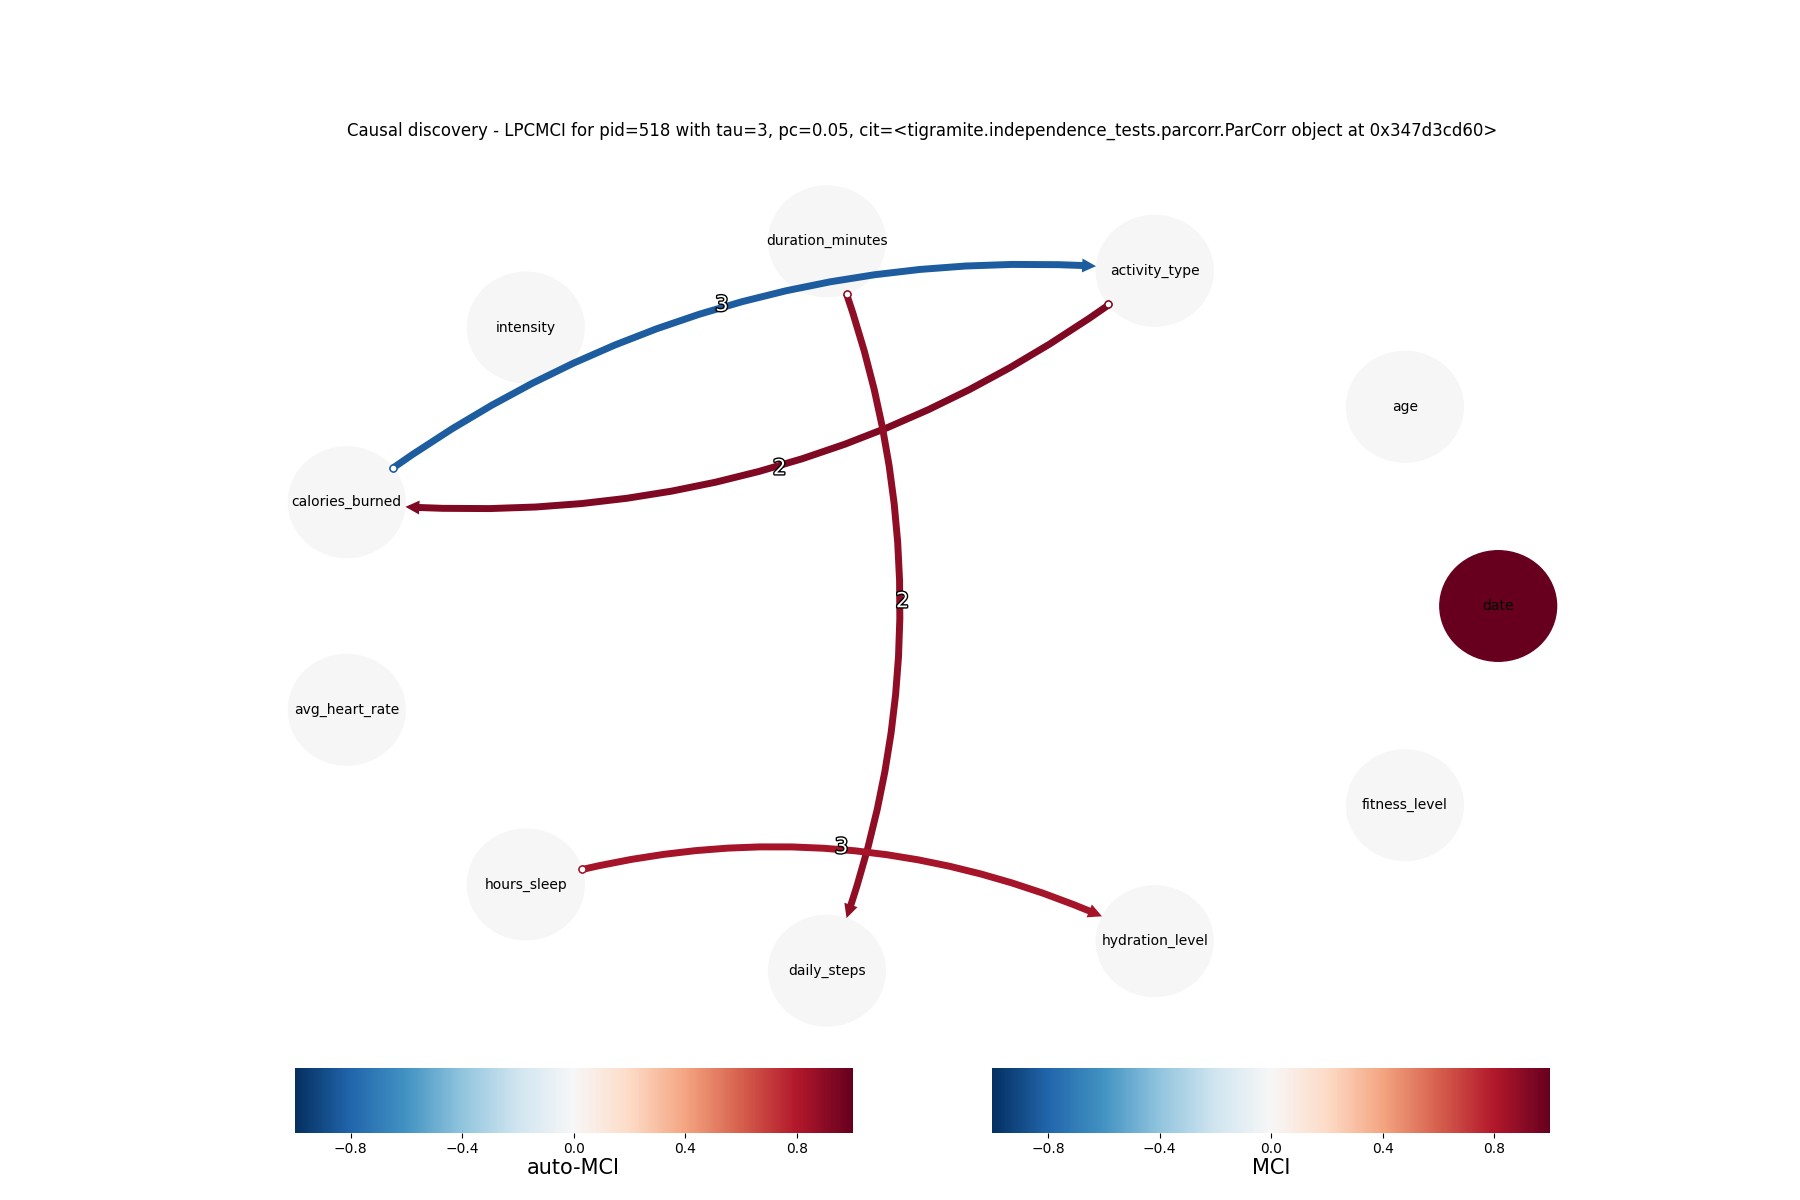 Causal discovery - LPCMCI for pid=518 with tau=3, pc=0.05, cit=<tigramite.independence_tests.parcorr.ParCorr object at 0x347d3cd60>
duration_minutes
activity_type
3
intensity
age
2
calories_burned
2
date
avg_heart_rate
fitness_level
3
hours_sleep
hydration_level
daily_steps
−0.8 −0.4 0.0 0.4 0.8
auto-MCI
−0.8 −0.4 0.0 0.4 0.8
MCI